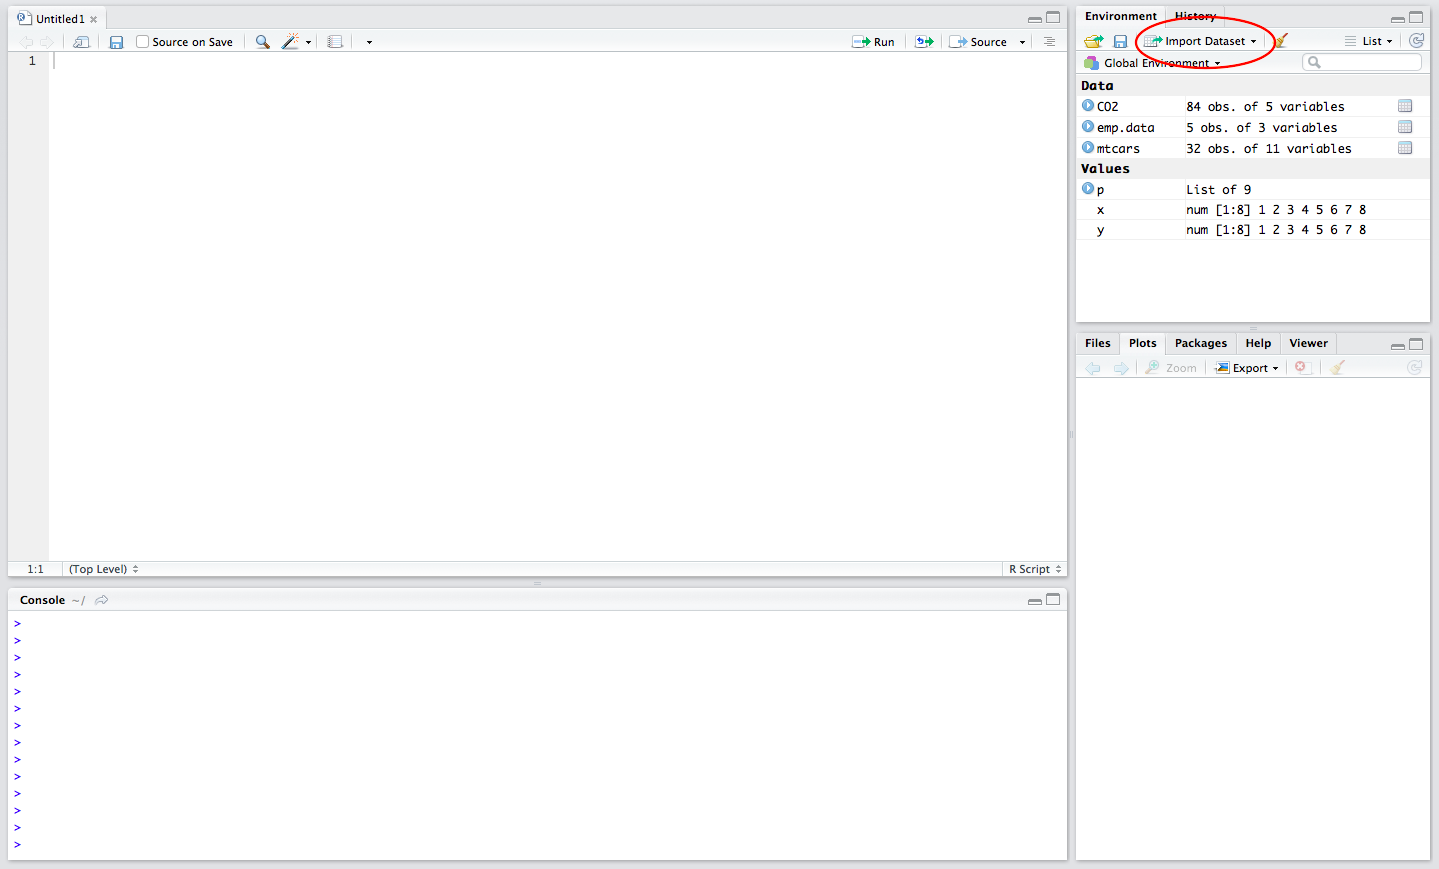 Untitled1
Source on Save
Run
Source
1
1:1
(Top Level)
R Script
Console ~/
>
>
>
>
>
>
>
>
>
>
>
>
>
>
Environment History
Import Dataset
List
Global Environment
Data
CO2 84 obs. of 5 variables
emp.data 5 obs. of 3 variables
mtcars 32 obs. of 11 variables
Values
p List of 9
x num [1:8] 1 2 3 4 5 6 7 8
y num [1:8] 1 2 3 4 5 6 7 8
Files Plots Packages Help Viewer
Zoom Export